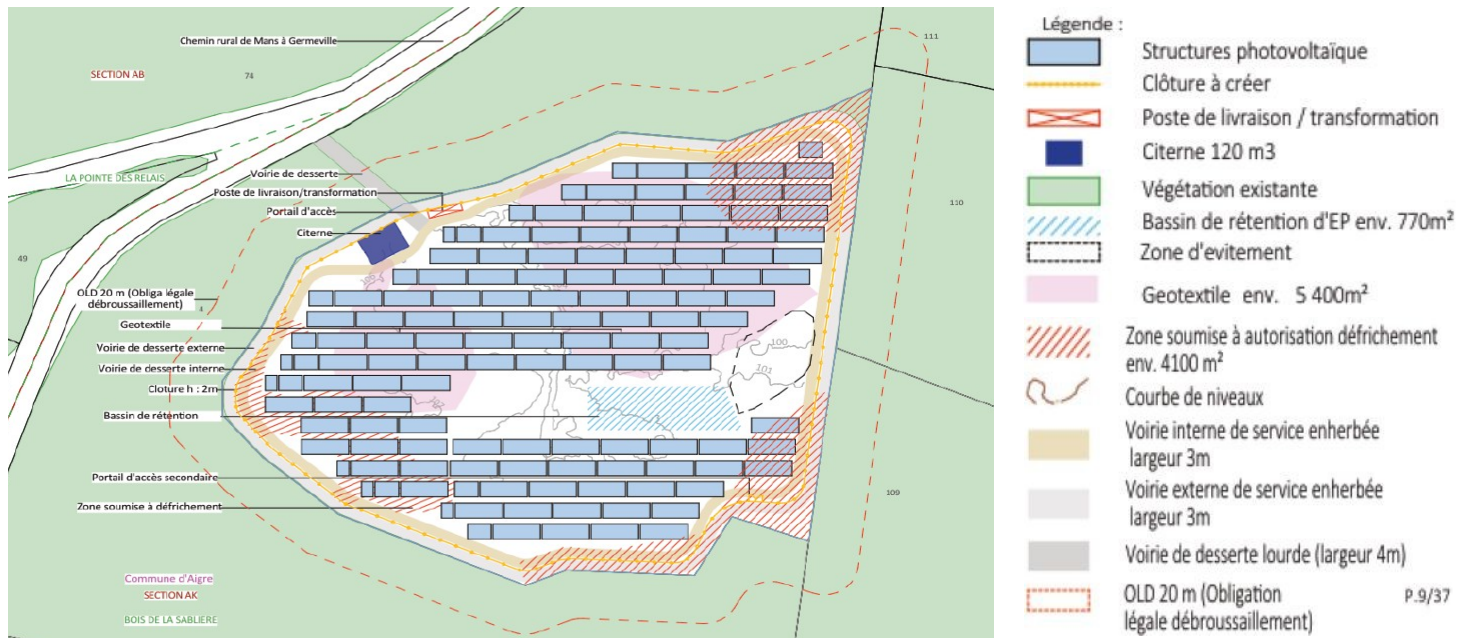 Chemin rural de Mans à Germeville
SECTION AB
74
111
LA POINTE DES RELAIS
Voirie de desserte
Poste de livraison/transformation
Portail d'accès
Citerne
110
49
106
OLD 20 m (Obliga légale
débroussaillement)
4
Geotextile
Voirie de desserte externe
Voirie de desserte interne
100
101
Cloture h : 2m
102
Bassin de rétention
Portail d'accès secondaire
109
Zone soumise à défrichement
Commune d'Aigre
SECTION AK
BOIS DE LA SABLIERE
Légende :
Structures photovoltaïque
Clôture à créer
Poste de livraison / transformation
Citerne 120 m3
Végétation existante
Bassin de rétention d'EP env. 770m²
Zone d'evitement
Geotextile env. 5 400m²
Zone soumise à autorisation défrichement
env. 4100 m²
Courbe de niveaux
Voirie interne de service enherbée
largeur 3m
Voirie externe de service enherbée
largeur 3m
Voirie de desserte lourde (largeur 4m)
OLD 20 m (Obligation
légale débroussaillement)
P.9/37